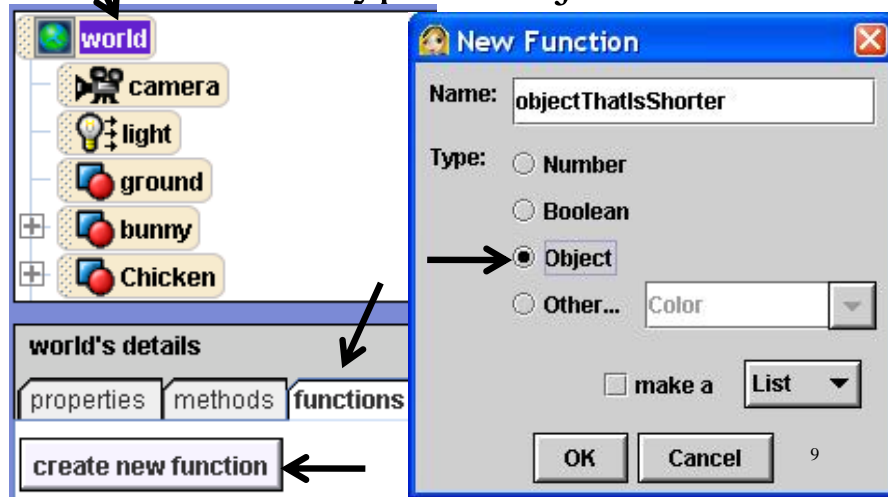 world
camera
light
ground
bunny
Chicken
world's details
properties methods functions
create new function
New Function
Name: objectThatIsShorter
Type: Number
Boolean
Object
Other... Color
make a List
OK Cancel
9